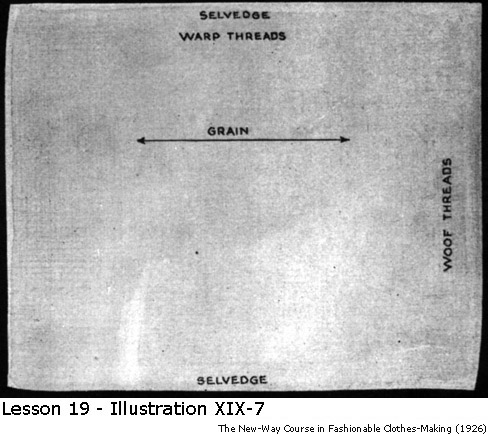 SELVEDGE
WARP THREADS
GRAIN
WOOF THREADS
SELVEDGE
Lesson 19 - Illustration XIX-7
The New-Way Course in Fashionable Clothes-Making (1926)